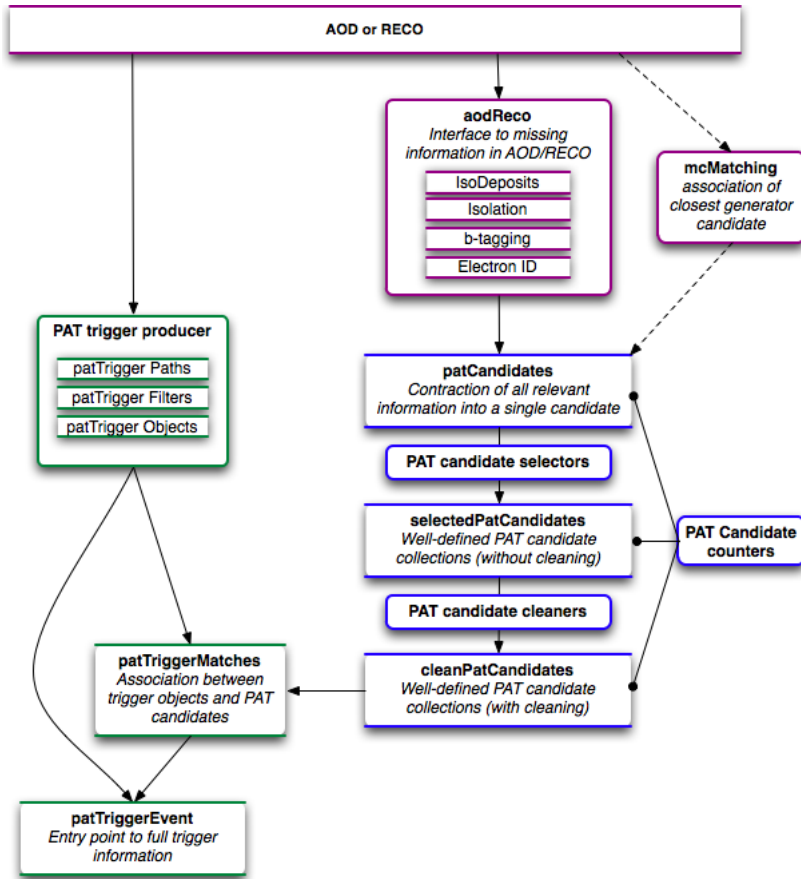 AOD or RECO
aodReco
Interface to missing
information in AOD/RECO
IsoDeposits
Isolation
b-tagging
Electron ID
mcMatching
association of
closest generator
candidate
PAT trigger producer
patTrigger Paths
patTrigger Filters
patTrigger Objects
patCandidates
Contraction of all relevant
information into a single candidate
PAT candidate selectors
selectedPatCandidates
Well-defined PAT candidate
collections (without cleaning)
PAT Candidate
counters
PAT candidate cleaners
patTriggerMatches
Association between
trigger objects and PAT
candidates
cleanPatCandidates
Well-defined PAT candidate
collections (with cleaning)
patTriggerEvent
Entry point to full trigger
information